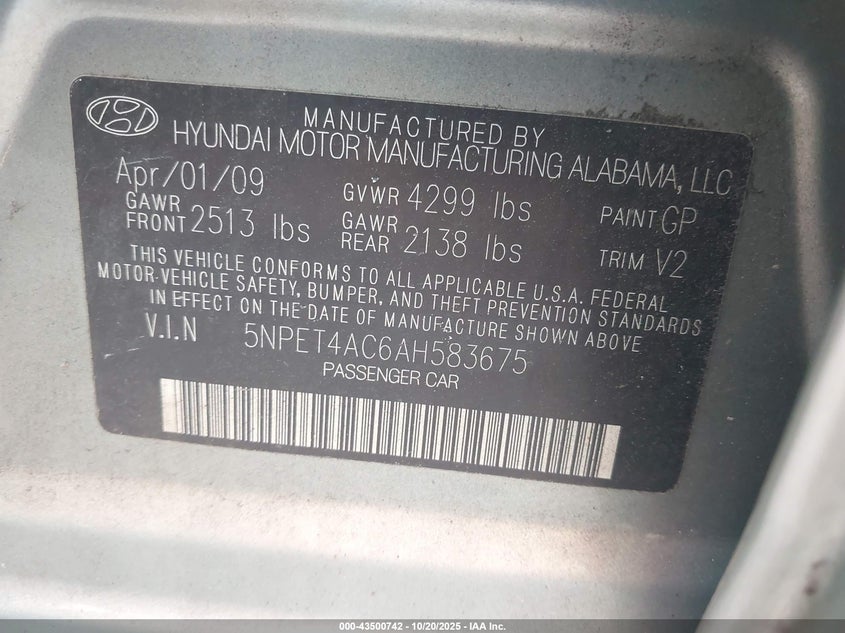 MANUFACTURED BY
HYUNDAI MOTOR MANUFACTURING ALABAMA, LLC
Apr/01/09 GVWR 4299 lbs PAINT GP
GAWR FRONT 2513 lbs GAWR REAR 2138 lbs TRIM V2
THIS VEHICLE CONFORMS TO ALL APPLICABLE U.S.A. FEDERAL
MOTOR-VEHICLE SAFETY, BUMPER, AND THEFT PREVENTION STANDARDS
IN EFFECT ON THE DATE OF MANUFACTURE SHOWN ABOVE
V.I.N 5NPET4AC6AH583675
PASSENGER CAR
000-43500742 - 10/20/2025 - IAA Inc.